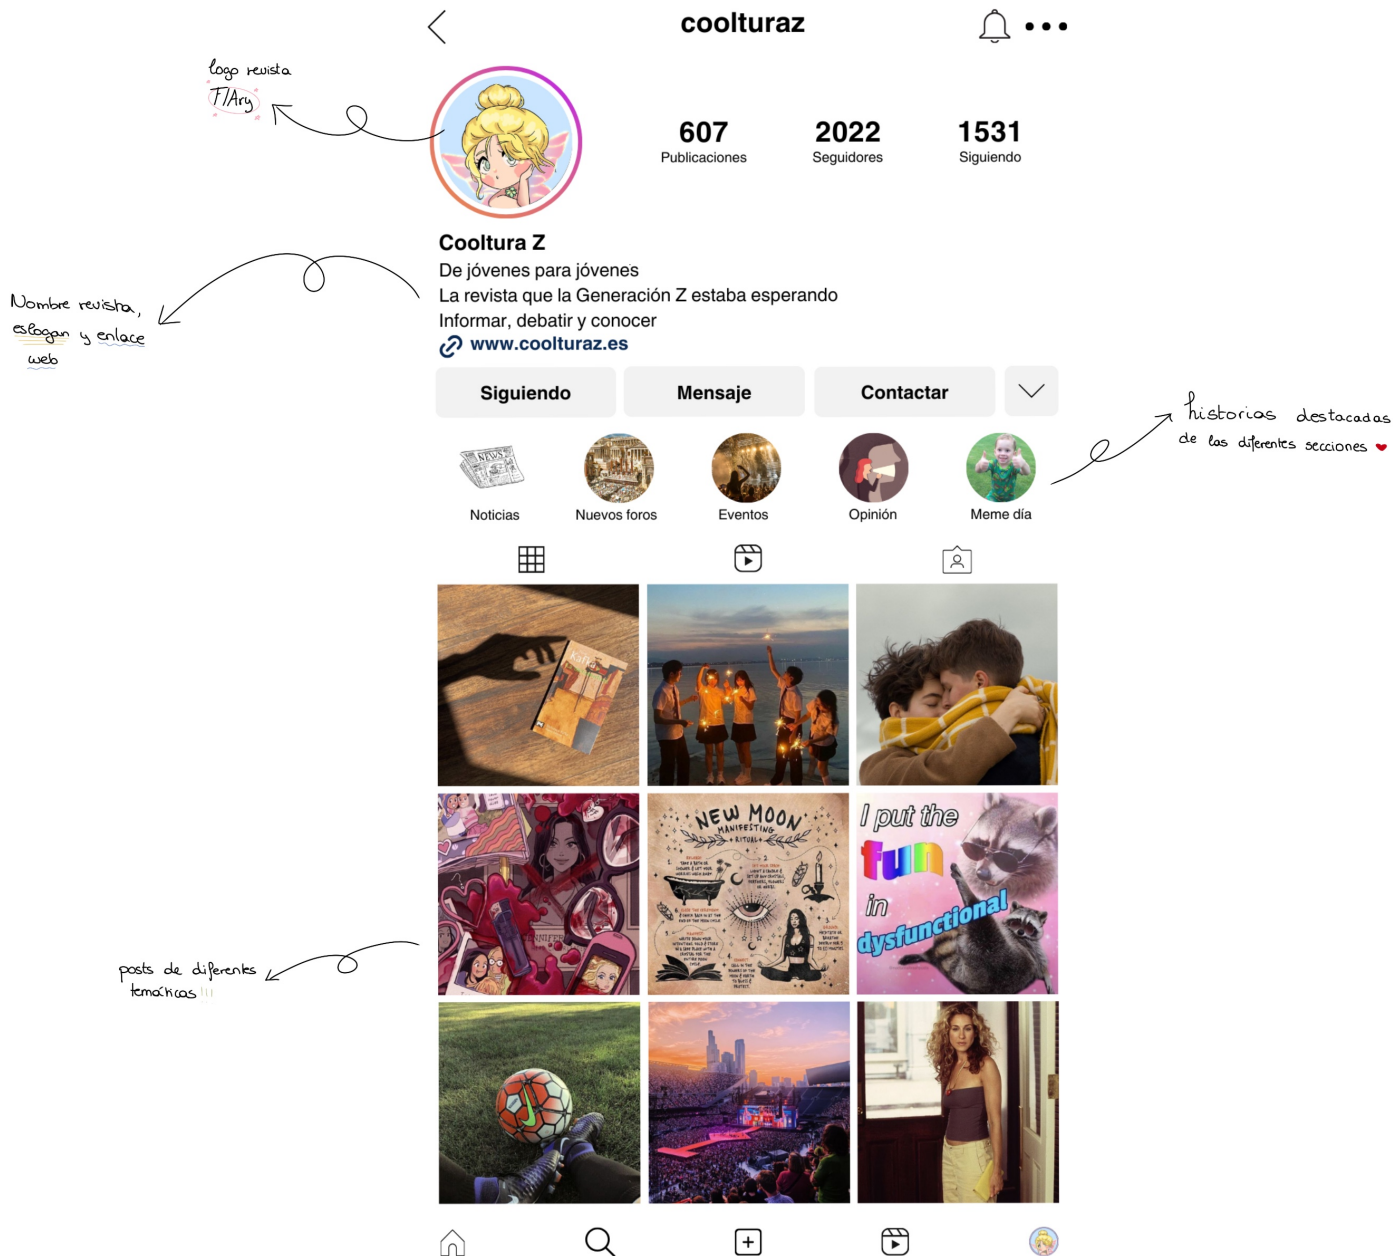 coolturaz
logo revista
FIAry
607
Publicaciones
2022
Seguidores
1531
Siguiendo
Cooltura Z
De jóvenes para jóvenes
La revista que la Generación Z estaba esperando
Informar, debatir y conocer
www.coolturaz.es
Nombre revista,
eslogan y enlace
web
Siguiendo
Mensaje
Contactar
historias destacadas
de las diferentes secciones
NEWS
Noticias
Nuevos foros
Eventos
Opinión
Meme día
Kafka
NEW MOON
MANIFESTING
RITUAL
I put the
fun
in
dysfunctional
posts de diferentes
temáticas !!!